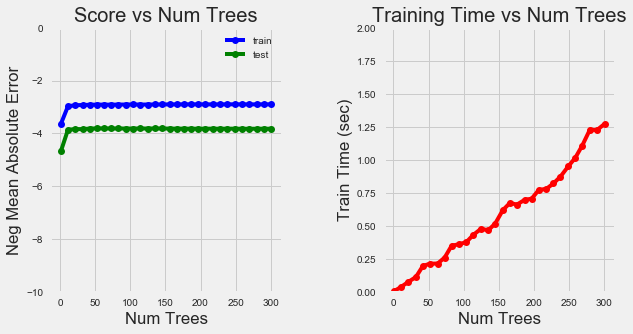 Score vs Num Trees
Neg Mean Absolute Error
0
−2
−4
−6
−8
−10
train
test
0 50 100 150 200 250 300
Num Trees
Training Time vs Num Trees
Train Time (sec)
2.00
1.75
1.50
1.25
1.00
0.75
0.50
0.25
0.00
0 50 100 150 200 250 300
Num Trees